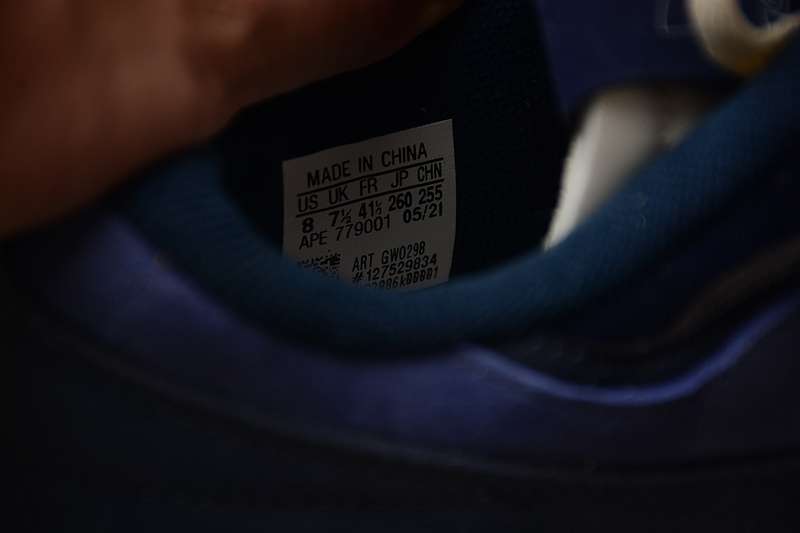 MADE IN CHINA
US UK FR JP CHN
8 7½ 41⅓ 260 255
APE 779001 05/21
ART GW0298
#127529834